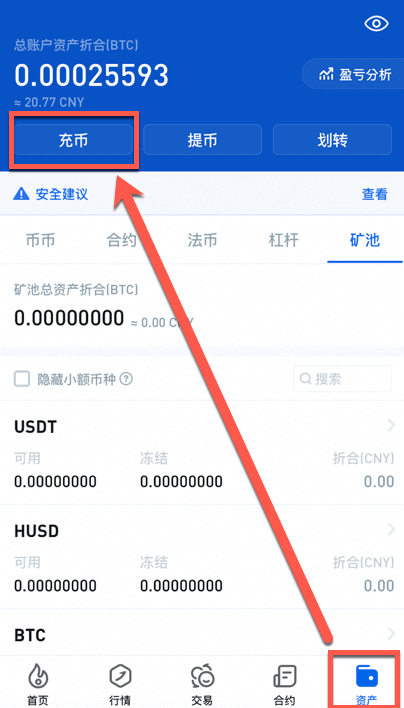 总账户资产折合(BTC)
0.00025593
盈亏分析
≈ 20.77 CNY
充币 提币 划转
安全建议 查看
币币 合约 法币 杠杆 矿池
矿池总资产折合(BTC)
0.00000000 ≈ 0.00 CNY
隐藏小额币种 搜索
USDT
可用 冻结 折合(CNY)
0.00000000 0.00000000 0.00
HUSD
可用 冻结 折合(CNY)
0.00000000 0.00000000 0.00
BTC
首页 行情 交易 合约 资产